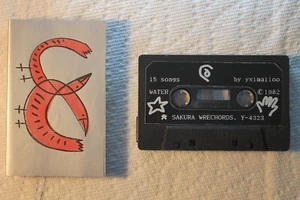 15 songs by yximalloo
WATER ©1982
SAKURA WRECHORDS. Y-4323